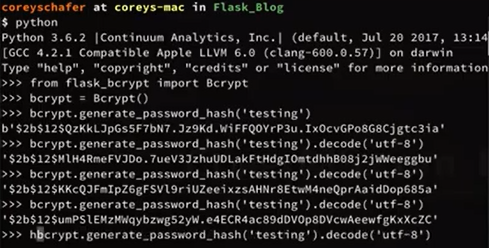 coreyschafer at coreys-mac in Flask_Blog
$ python
Python 3.6.2 |Continuum Analytics, Inc.| (default, Jul 20 2017, 13:14
[GCC 4.2.1 Compatible Apple LLVM 6.0 (clang-600.0.57)] on darwin
Type "help", "copyright", "credits" or "license" for more information
>>> from flask_bcrypt import Bcrypt
>>> bcrypt = Bcrypt()
>>> bcrypt.generate_password_hash('testing')
b'$2b$12$QzKkLJpGs5F7bN7.Jz9Kd.WiFFQOYrP3u.IxOcvGPo8G8Cjgtc3ia'
>>> bcrypt.generate_password_hash('testing').decode('utf-8')
'$2b$12$MlH4RmeFVJDo.7ueV3JzhuUDLakFtHdgIOmtdhhB08j2jWWeeggbu'
>>> bcrypt.generate_password_hash('testing').decode('utf-8')
'$2b$12$KKcQJFmIpZ6gFSVl9riUZeeixzsAHNr8EtwM4neQprAaidDop685a'
>>> bcrypt.generate_password_hash('testing').decode('utf-8')
'$2b$12$umPSlEMzMWqybzwg52yW.e4ECR4ac89dDVOp8DVcwAeewfgKxXcZC'
>>> hbcrypt.generate_password_hash('testing').decode('utf-8')